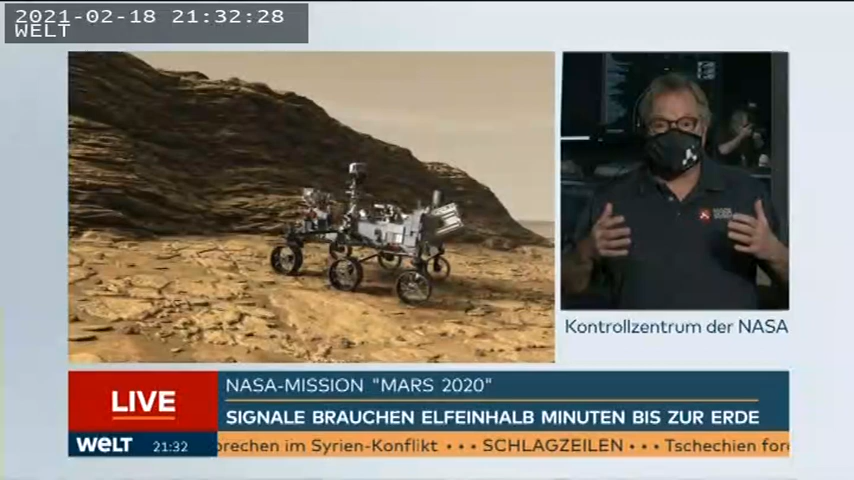 2021-02-18 21:32:28
WELT
Kontrollzentrum der NASA
LIVE
NASA-MISSION "MARS 2020"
SIGNALE BRAUCHEN ELFEINHALB MINUTEN BIS ZUR ERDE
WELT 21:32
rechen im Syrien-Konflikt • • • SCHLAGZEILEN • • • Tschechien for